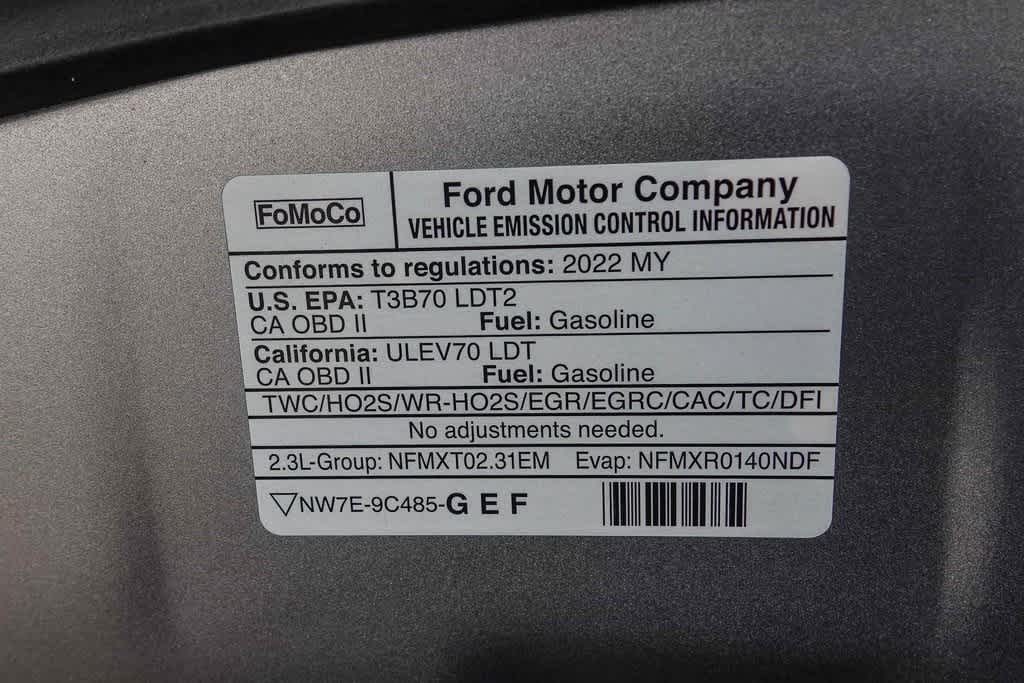 FoMoCo
Ford Motor Company
VEHICLE EMISSION CONTROL INFORMATION
Conforms to regulations: 2022 MY
U.S. EPA: T3B70 LDT2
CA OBD II Fuel: Gasoline
California: ULEV70 LDT
CA OBD II Fuel: Gasoline
TWC/HO2S/WR-HO2S/EGR/EGRC/CAC/TC/DFI
No adjustments needed.
2.3L-Group: NFMXT02.31EM Evap: NFMXR0140NDF
NW7E-9C485-G E F